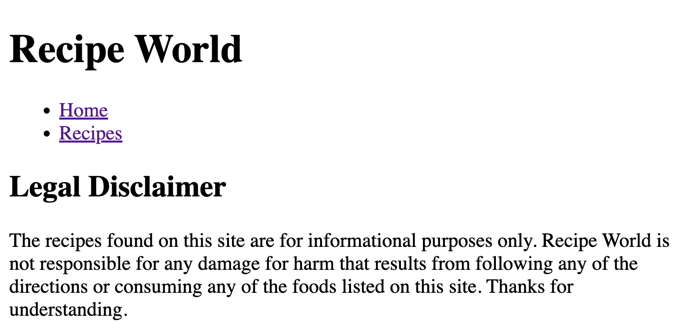 Recipe World
Home
Recipes
Legal Disclaimer
The recipes found on this site are for informational purposes only. Recipe World is
not responsible for any damage for harm that results from following any of the
directions or consuming any of the foods listed on this site. Thanks for
understanding.